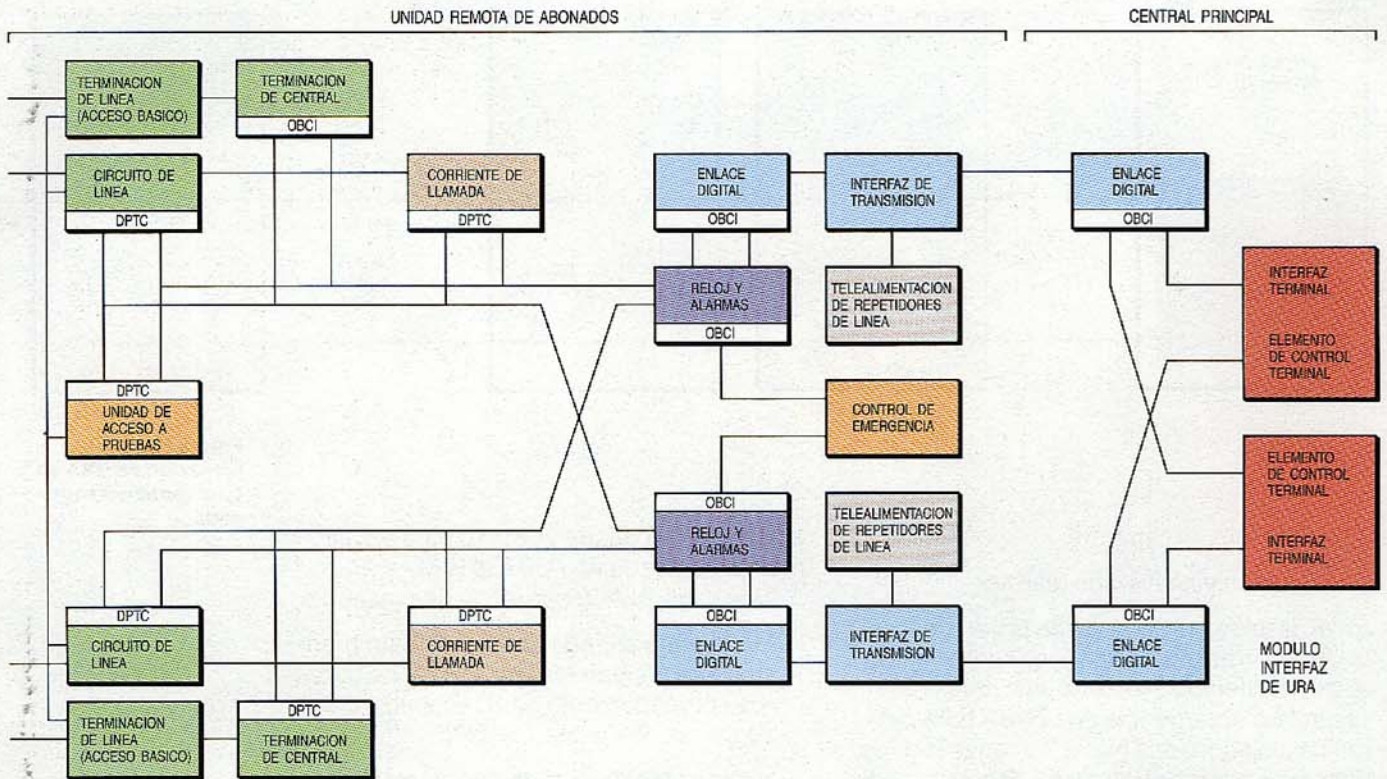 UNIDAD REMOTA DE ABONADOS
CENTRAL PRINCIPAL
TERMINACION
DE LINEA
(ACCESO BASICO)
TERMINACION
DE CENTRAL
OBCI
CIRCUITO DE
LINEA
DPTC
CORRIENTE DE
LLAMADA
DPTC
ENLACE
DIGITAL
OBCI
INTERFAZ DE
TRANSMISION
ENLACE
DIGITAL
OBCI
RELOJ Y
ALARMAS
OBCI
TELEALIMENTACION
DE REPETIDORES
DE LINEA
INTERFAZ
TERMINAL
ELEMENTO
DE CONTROL
TERMINAL
DPTC
UNIDAD DE
ACCESO A
PRUEBAS
CONTROL DE
EMERGENCIA
OBCI
RELOJ Y
ALARMAS
TELEALIMENTACION
DE REPETIDORES
DE LINEA
ELEMENTO
DE CONTROL
TERMINAL
INTERFAZ
TERMINAL
DPTC
CIRCUITO DE
LINEA
DPTC
CORRIENTE DE
LLAMADA
OBCI
ENLACE
DIGITAL
INTERFAZ DE
TRANSMISION
OBCI
ENLACE
DIGITAL
MODULO
INTERFAZ
DE URA
TERMINACION
DE LINEA
(ACCESO BASICO)
DPTC
TERMINACION
DE CENTRAL